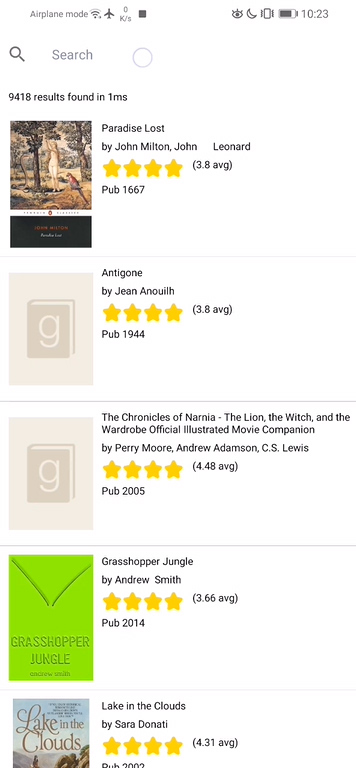 Airplane mode 0 K/s 10:23
Search
9418 results found in 1ms
Paradise Lost
by John Milton, John Leonard
(3.8 avg)
Pub 1667
PENGUIN CLASSICS
JOHN MILTON
Paradise Lost
Antigone
by Jean Anouilh
(3.8 avg)
Pub 1944
g
The Chronicles of Narnia - The Lion, the Witch, and the
Wardrobe Official Illustrated Movie Companion
by Perry Moore, Andrew Adamson, C.S. Lewis
(4.48 avg)
Pub 2005
g
Grasshopper Jungle
by Andrew Smith
(3.66 avg)
Pub 2014
GRASSHOPPER
JUNGLE
andrew smith
Lake in the Clouds
by Sara Donati
(4.31 avg)
Pub 2002
Lake in the
Clouds